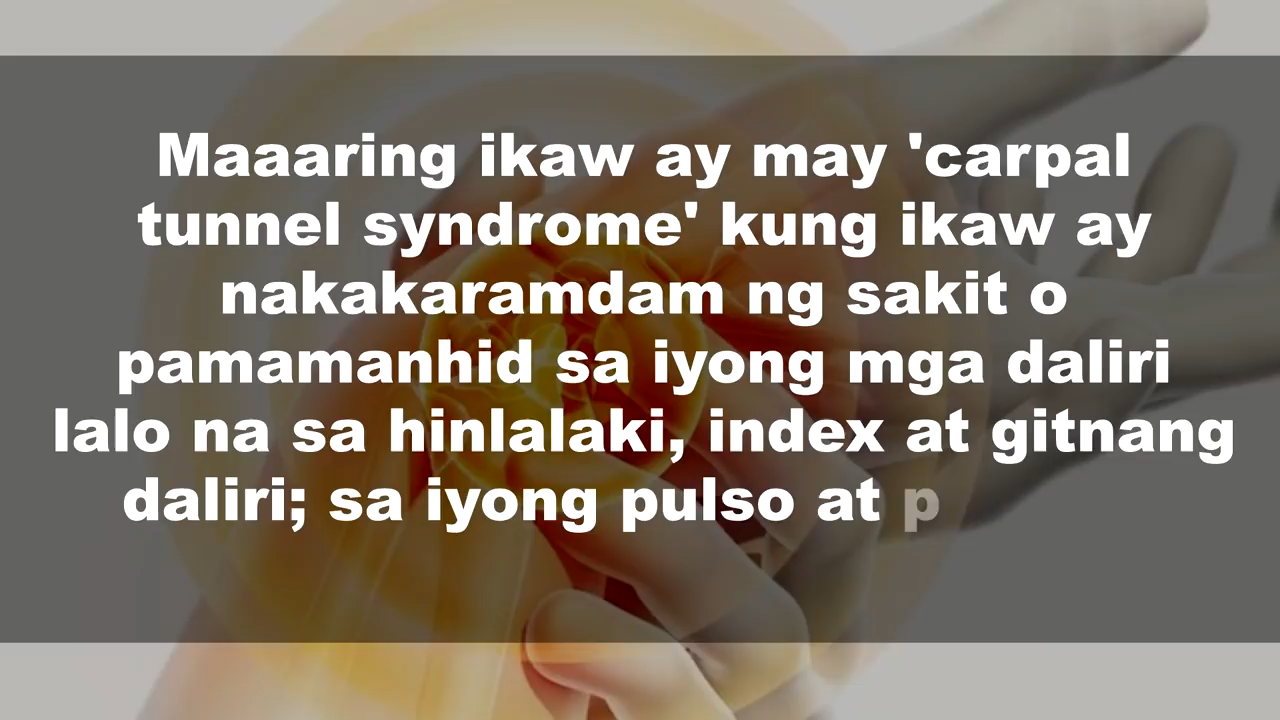 Maaaring ikaw ay may 'carpal
tunnel syndrome' kung ikaw ay
nakakaramdam ng sakit o
pamamanhid sa iyong mga daliri
lalo na sa hinlalaki, index at gitnang
daliri; sa iyong pulso at p